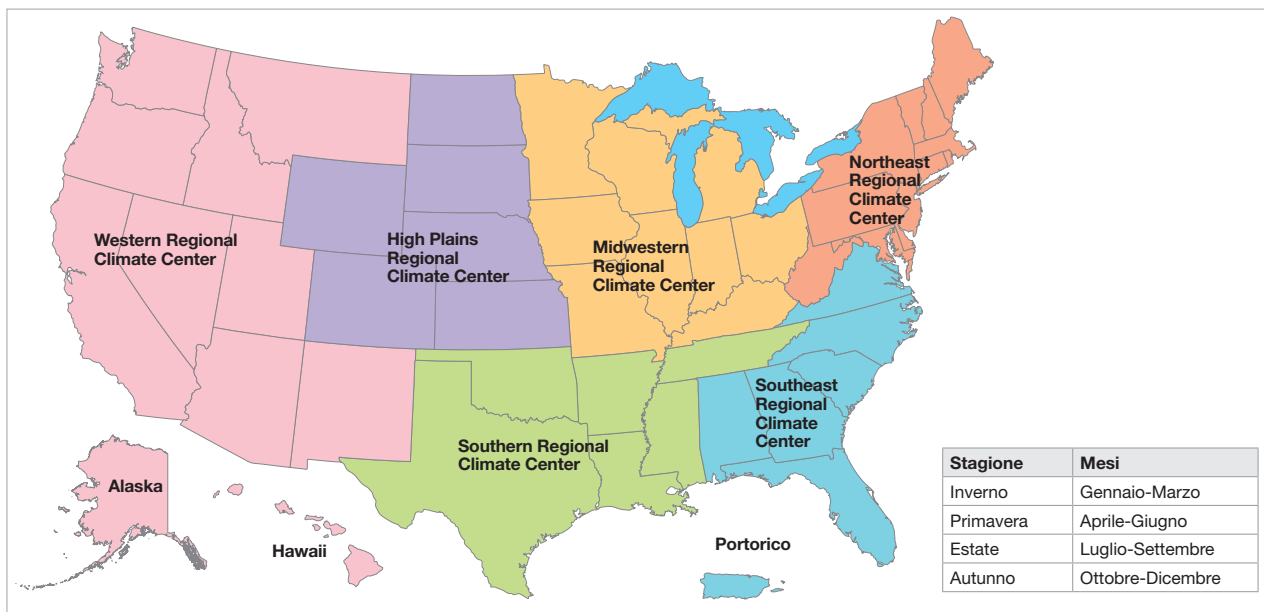 Northeast
Regional
Climate
Center
Western Regional
Climate Center
High Plains
Regional
Climate Center
Midwestern
Regional
Climate Center
Southeast
Regional
Climate
Center
Southern Regional
Climate Center
Alaska
Hawaii
Portorico
Stagione Mesi
Inverno Gennaio-Marzo
Primavera Aprile-Giugno
Estate Luglio-Settembre
Autunno Ottobre-Dicembre